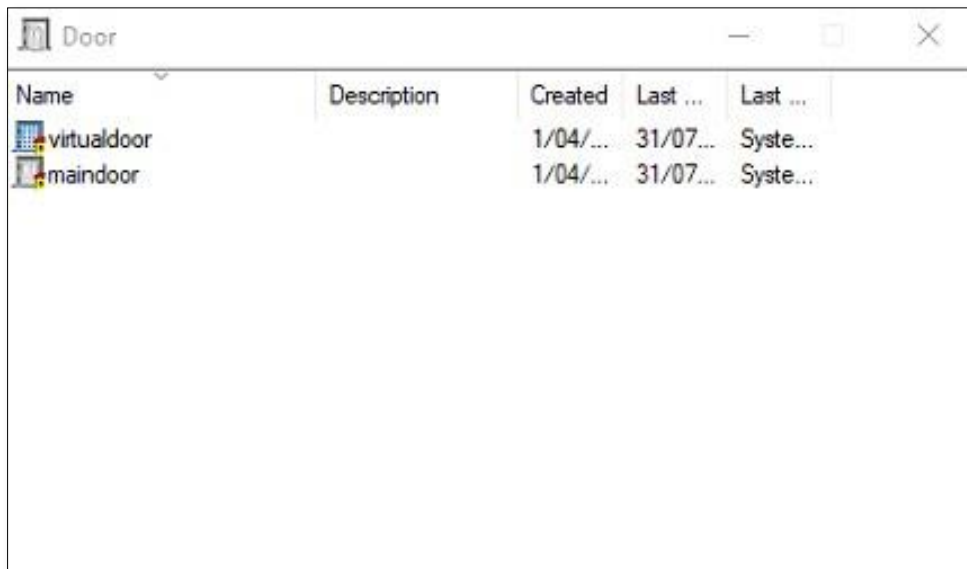 Door
Name Description Created Last ... Last ...
virtualdoor 1/04/... 31/07... Syste...
maindoor 1/04/... 31/07... Syste...